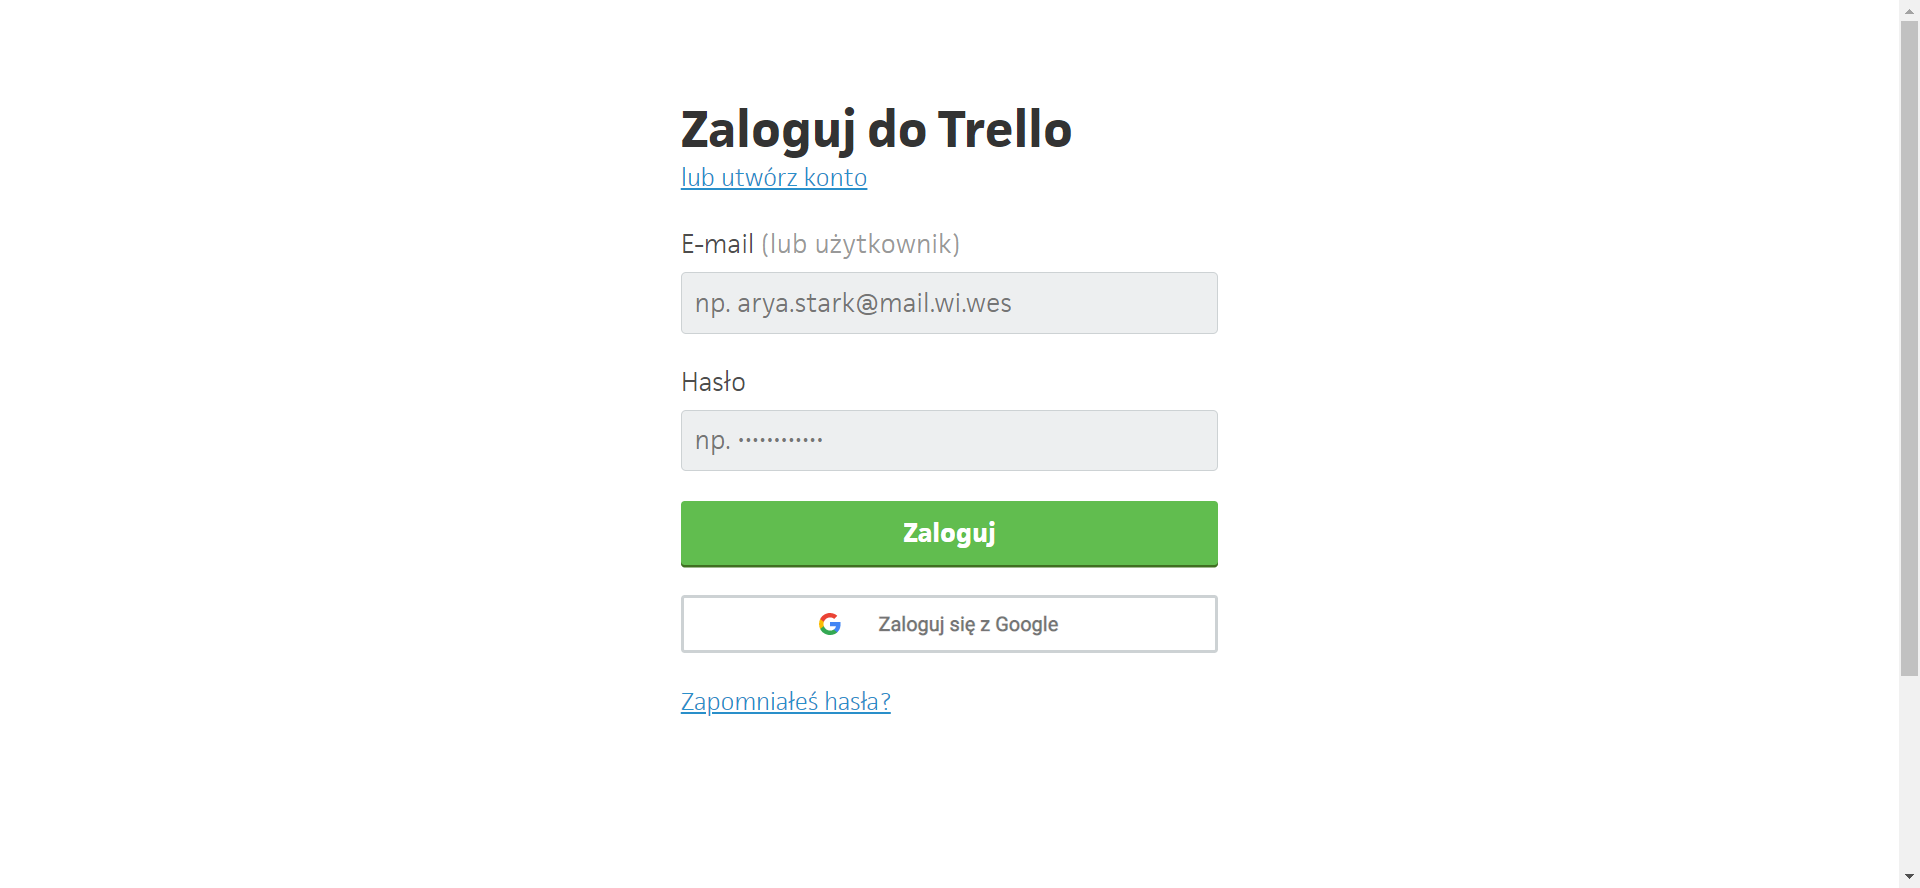 Zaloguj do Trello
lub utwórz konto
E-mail (lub użytkownik)
np. arya.stark@mail.wi.wes
Hasło
np. ············
Zaloguj
Zaloguj się z Google
Zapomniałeś hasła?